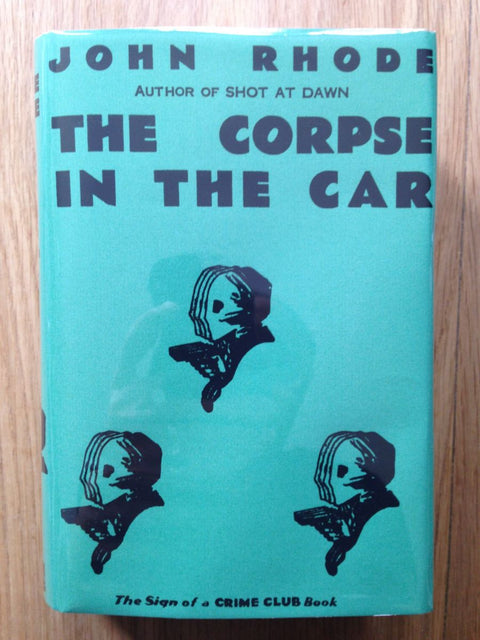 JOHN RHODE
AUTHOR OF SHOT AT DAWN
THE CORPSE
IN THE CAR
The Sign of a CRIME CLUB Book